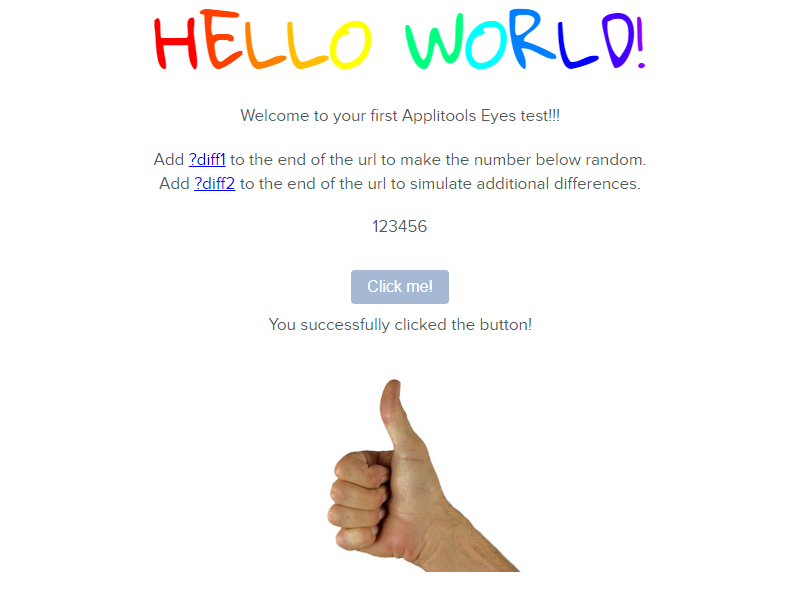 HELLO WORLD!
Welcome to your first Applitools Eyes test!!!
Add ?diff1 to the end of the url to make the number below random.
Add ?diff2 to the end of the url to simulate additional differences.
123456
Click me!
You successfully clicked the button!